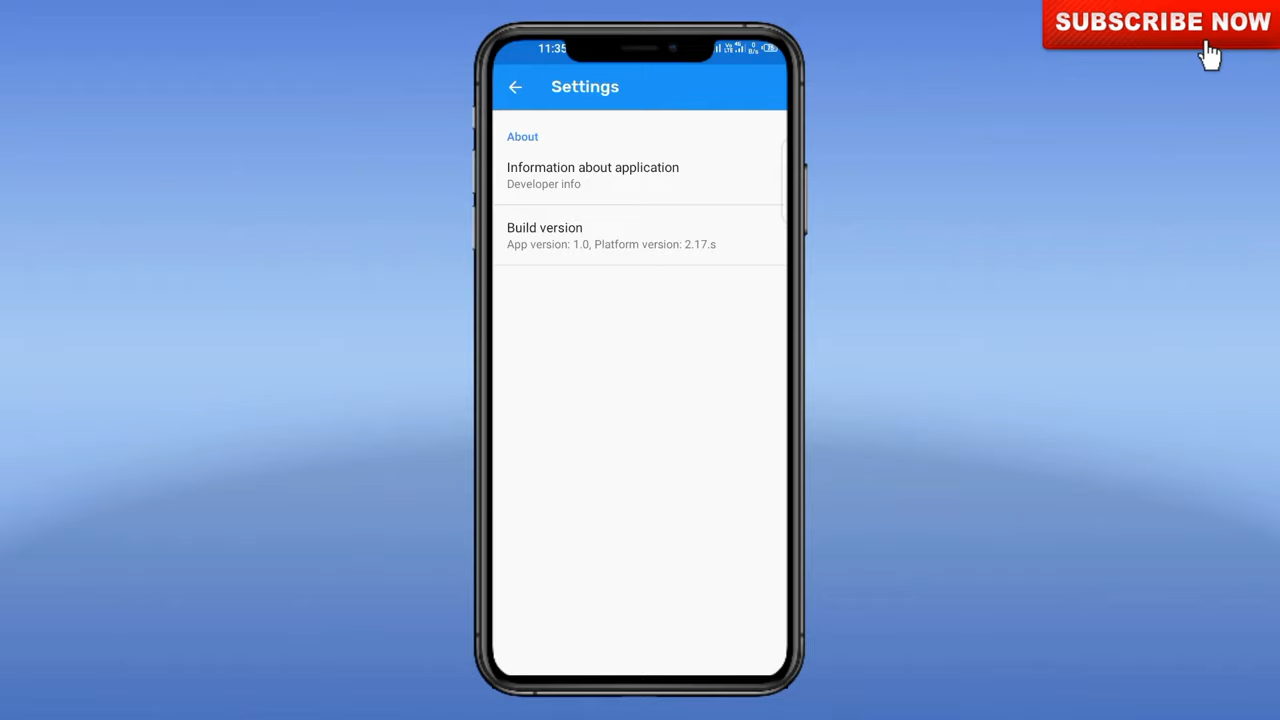 SUBSCRIBE NOW
11:35
Settings
About
Information about application
Developer info
Build version
App version: 1.0, Platform version: 2.17.s